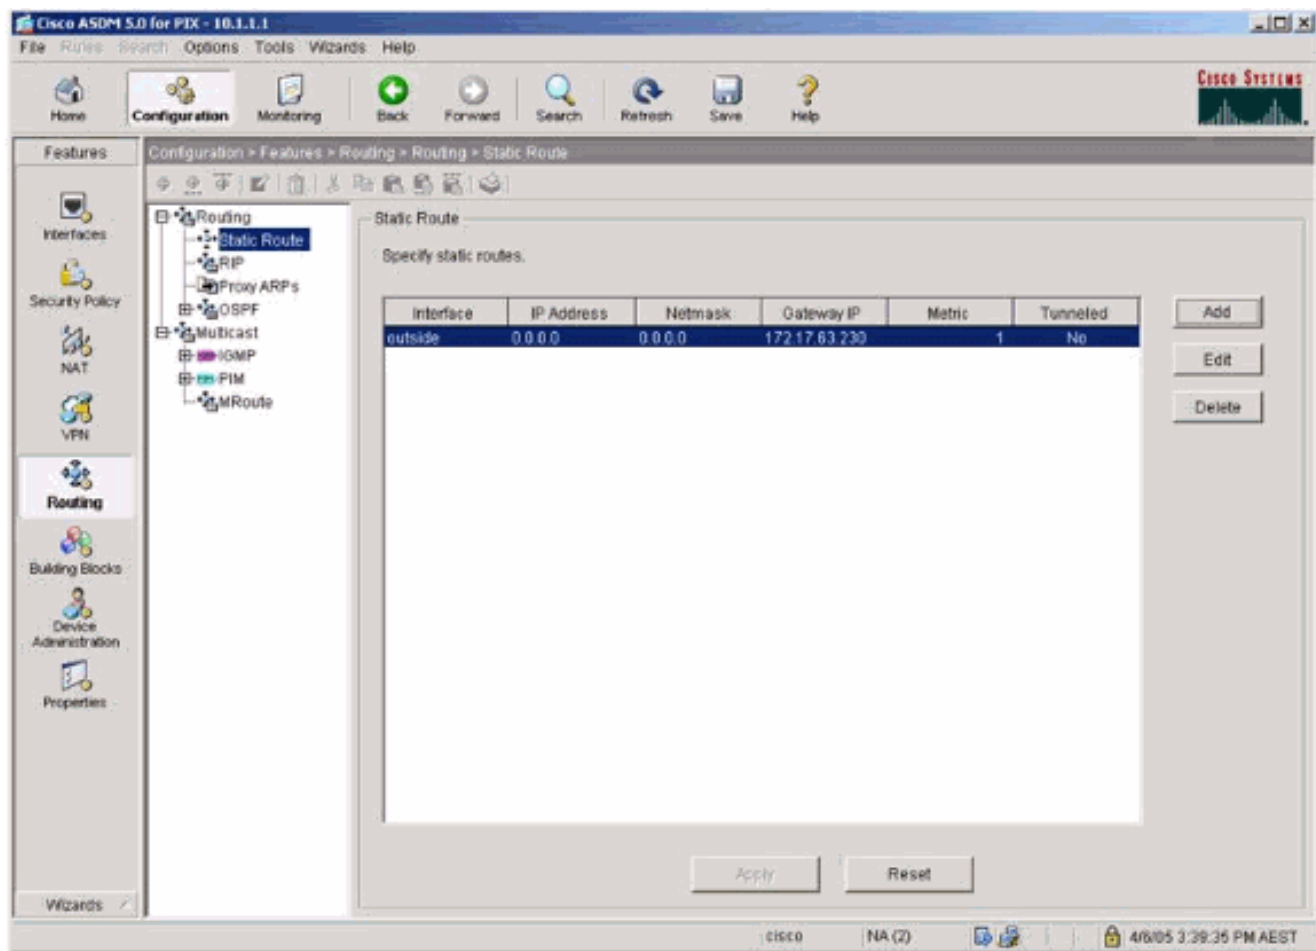 Cisco ASDM 5.0 for PIX - 10.1.1.1
File Rules Search Options Tools Wizards Help
Home Configuration Monitoring Back Forward Search Refresh Save Help
CISCO SYSTEMS
Features
Configuration > Features > Routing > Routing > Static Route
Interfaces
Security Policy
NAT
VPN
Routing
Building Blocks
Device
Administration
Properties
Wizards
Routing
Static Route
RIP
Proxy ARPs
OSPF
Multicast
IGMP
PIM
MRoute
Static Route
Specify static routes.
Interface IP Address Netmask Gateway IP Metric Tunneled
outside 0.0.0.0 0.0.0.0 172.17.63.230 1 No
Add
Edit
Delete
Apply Reset
cisco NA (2) 4/6/05 3:39:35 PM AEST